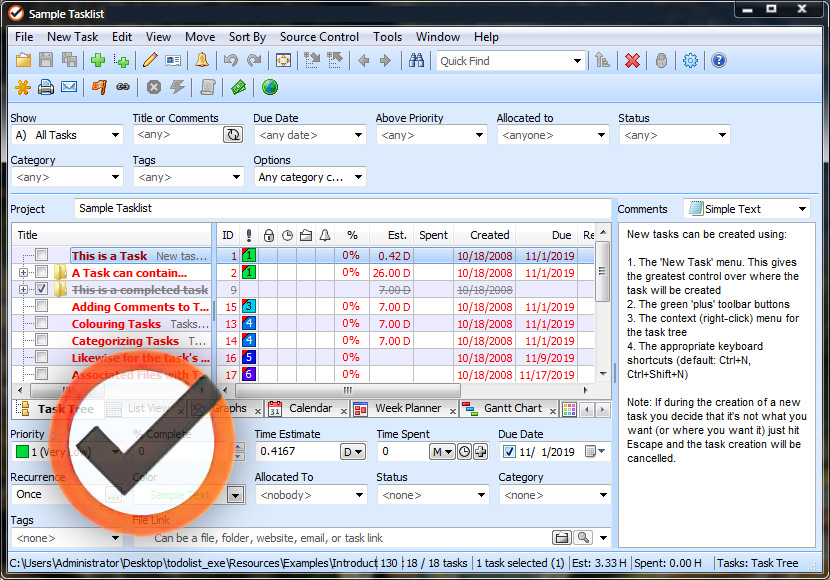 Sample Tasklist
File New Task Edit View Move Sort By Source Control Tools Window Help
Quick Find
Show Title or Comments Due Date Above Priority Allocated to Status
A) All Tasks <any> <any date> <any> <anyone> <any>
Category Tags Options
<any> <any> Any category c...
Project Sample Tasklist Comments Simple Text
Title ID ! % Est. Spent Created Due Re
This is a Task New tas... 1 1 0% 0.42 D 10/18/2008 11/1/2019
A Task can contain... 2 1 0% 26.00 D 10/18/2008 11/1/2019
This is a completed task 9 7.00 D 10/18/2008
Adding Comments to T... 15 3 0% 7.00 D 10/18/2008 11/1/2019
Colouring Tasks Tasks... 13 4 0% 7.00 D 10/18/2008 11/1/2019
Categorizing Tasks T... 14 4 0% 7.00 D 10/18/2008 11/1/2019
Likewise for the task's ... 16 5 0% 10/18/2008 11/9/2019
Associated Files with T... 17 6 0% 10/18/2008 11/17/2019
New tasks can be created using:
1. The 'New Task' menu. This gives
the greatest control over where the
task will be created
2. The green 'plus' toolbar buttons
3. The context (right-click) menu for
the task tree
4. The appropriate keyboard
shortcuts (default: Ctrl+N,
Ctrl+Shift+N)
Note: If during the creation of a new
task you decide that it's not what you
want (or where you want it) just hit
Escape and the task creation will be
cancelled.
Task Tree List View Graphs Calendar Week Planner Gantt Chart
Priority % Complete Time Estimate Time Spent Due Date
1 (Very Low) 0 0.4167 D 0 M 11/ 1/2019
Recurrence Color Allocated To Status Category
Once ... Sample Text <nobody> <none> <none>
Tags File Link
<none> Can be a file, folder, website, email, or task link
C:\Users\Administrator\Desktop\todolist_exe\Resources\Examples\Introduct 130 18 / 18 tasks 1 task selected (1) Est: 3.33 H Spent: 0.00 H Tasks: Task Tree